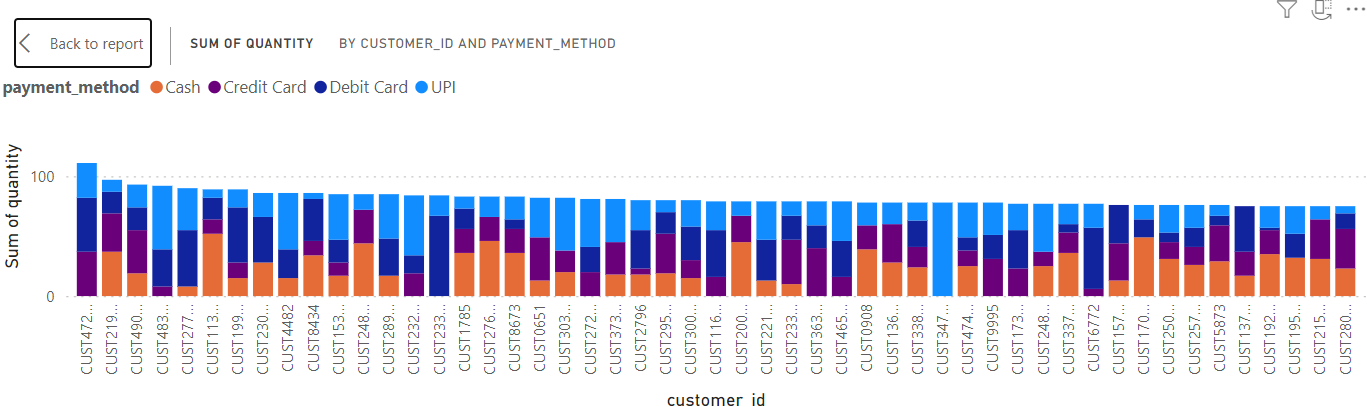 Back to report
SUM OF QUANTITY BY CUSTOMER_ID AND PAYMENT_METHOD
payment_method Cash Credit Card Debit Card UPI
Sum of quantity
100
0
CUST472...
CUST219...
CUST490...
CUST483...
CUST277...
CUST113...
CUST199...
CUST230...
CUST4482
CUST8434
CUST153...
CUST248...
CUST289...
CUST232...
CUST233...
CUST1785
CUST276...
CUST8673
CUST0651
CUST303...
CUST272...
CUST373...
CUST2796
CUST295...
CUST300...
CUST116...
CUST200...
CUST221...
CUST233...
CUST363...
CUST465...
CUST0908
CUST136...
CUST338...
CUST347...
CUST474...
CUST9995
CUST173...
CUST248...
CUST337...
CUST6772
CUST157...
CUST170...
CUST250...
CUST257...
CUST5873
CUST137...
CUST192...
CUST195...
CUST215...
CUST280...
customer_id